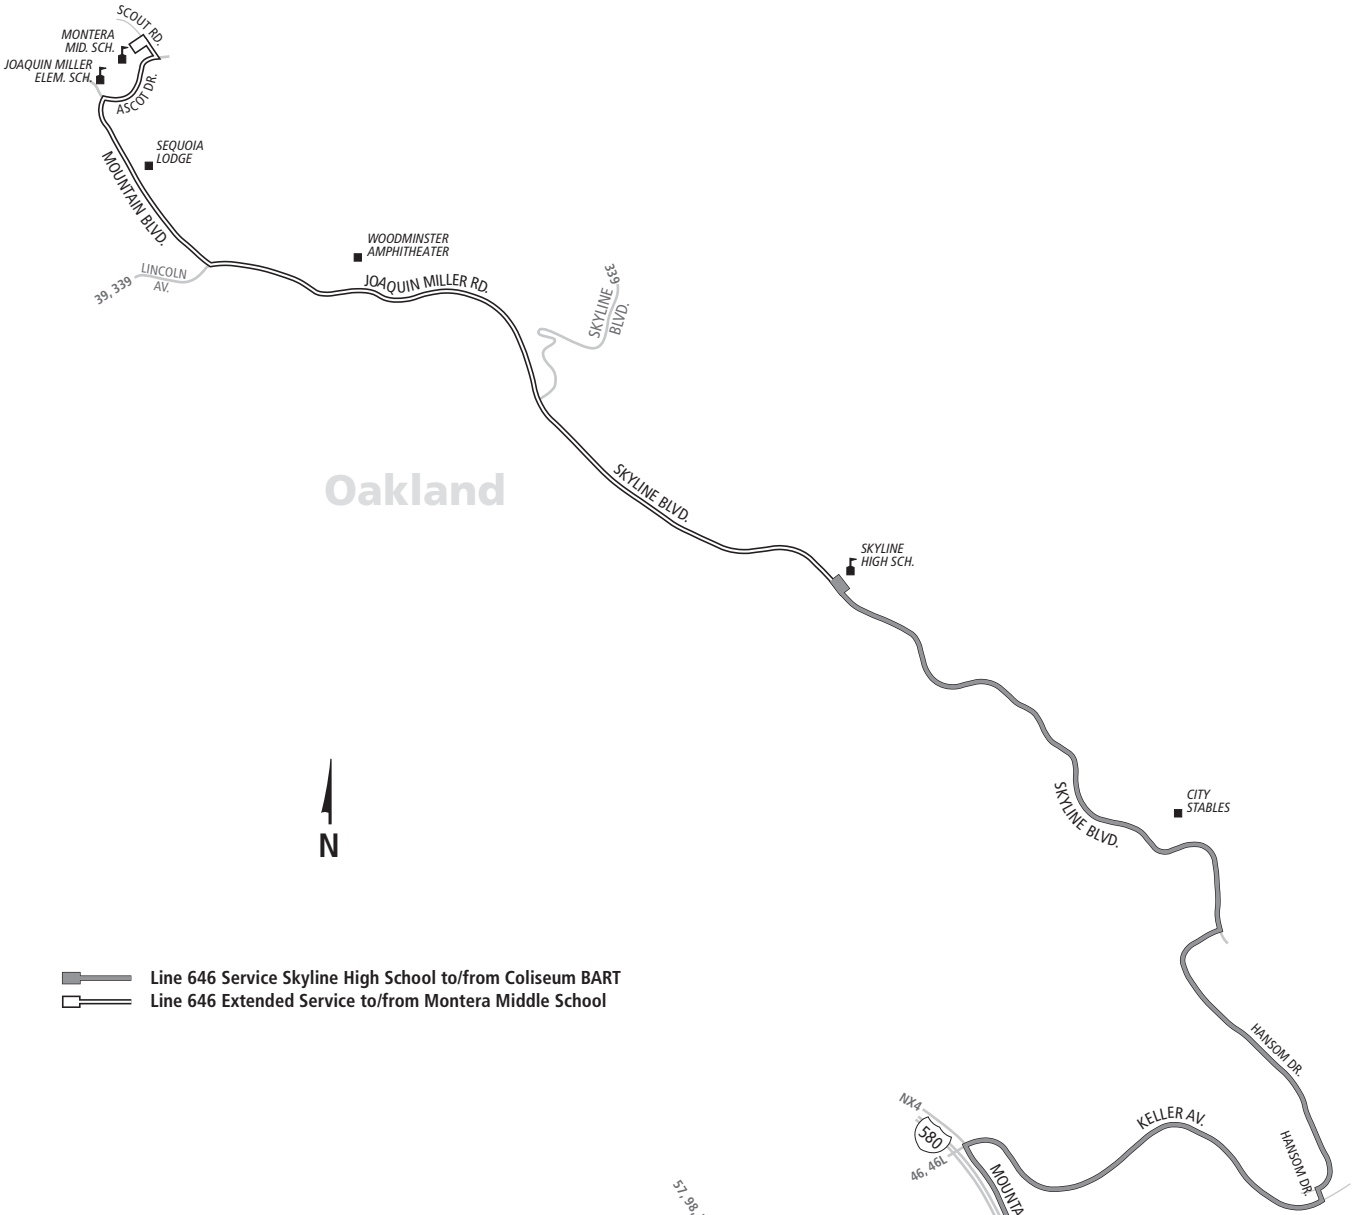 SCOUT RD.
MONTERA
MID. SCH.
JOAQUIN MILLER
ELEM. SCH.
ASCOT DR.
SEQUOIA
LODGE
MOUNTAIN BLVD.
WOODMINSTER
AMPHITHEATER
LINCOLN
AV.
39, 339
JOAQUIN MILLER RD.
339
SKYLINE
BLVD.
Oakland
SKYLINE BLVD.
SKYLINE
HIGH SCH.
N
CITY
STABLES
SKYLINE BLVD.
Line 646 Service Skyline High School to/from Coliseum BART
Line 646 Extended Service to/from Montera Middle School
HANSOM DR.
NX4
580
KELLER AV.
HANSOM DR.
46, 46L
MOUNTA
57, 98,